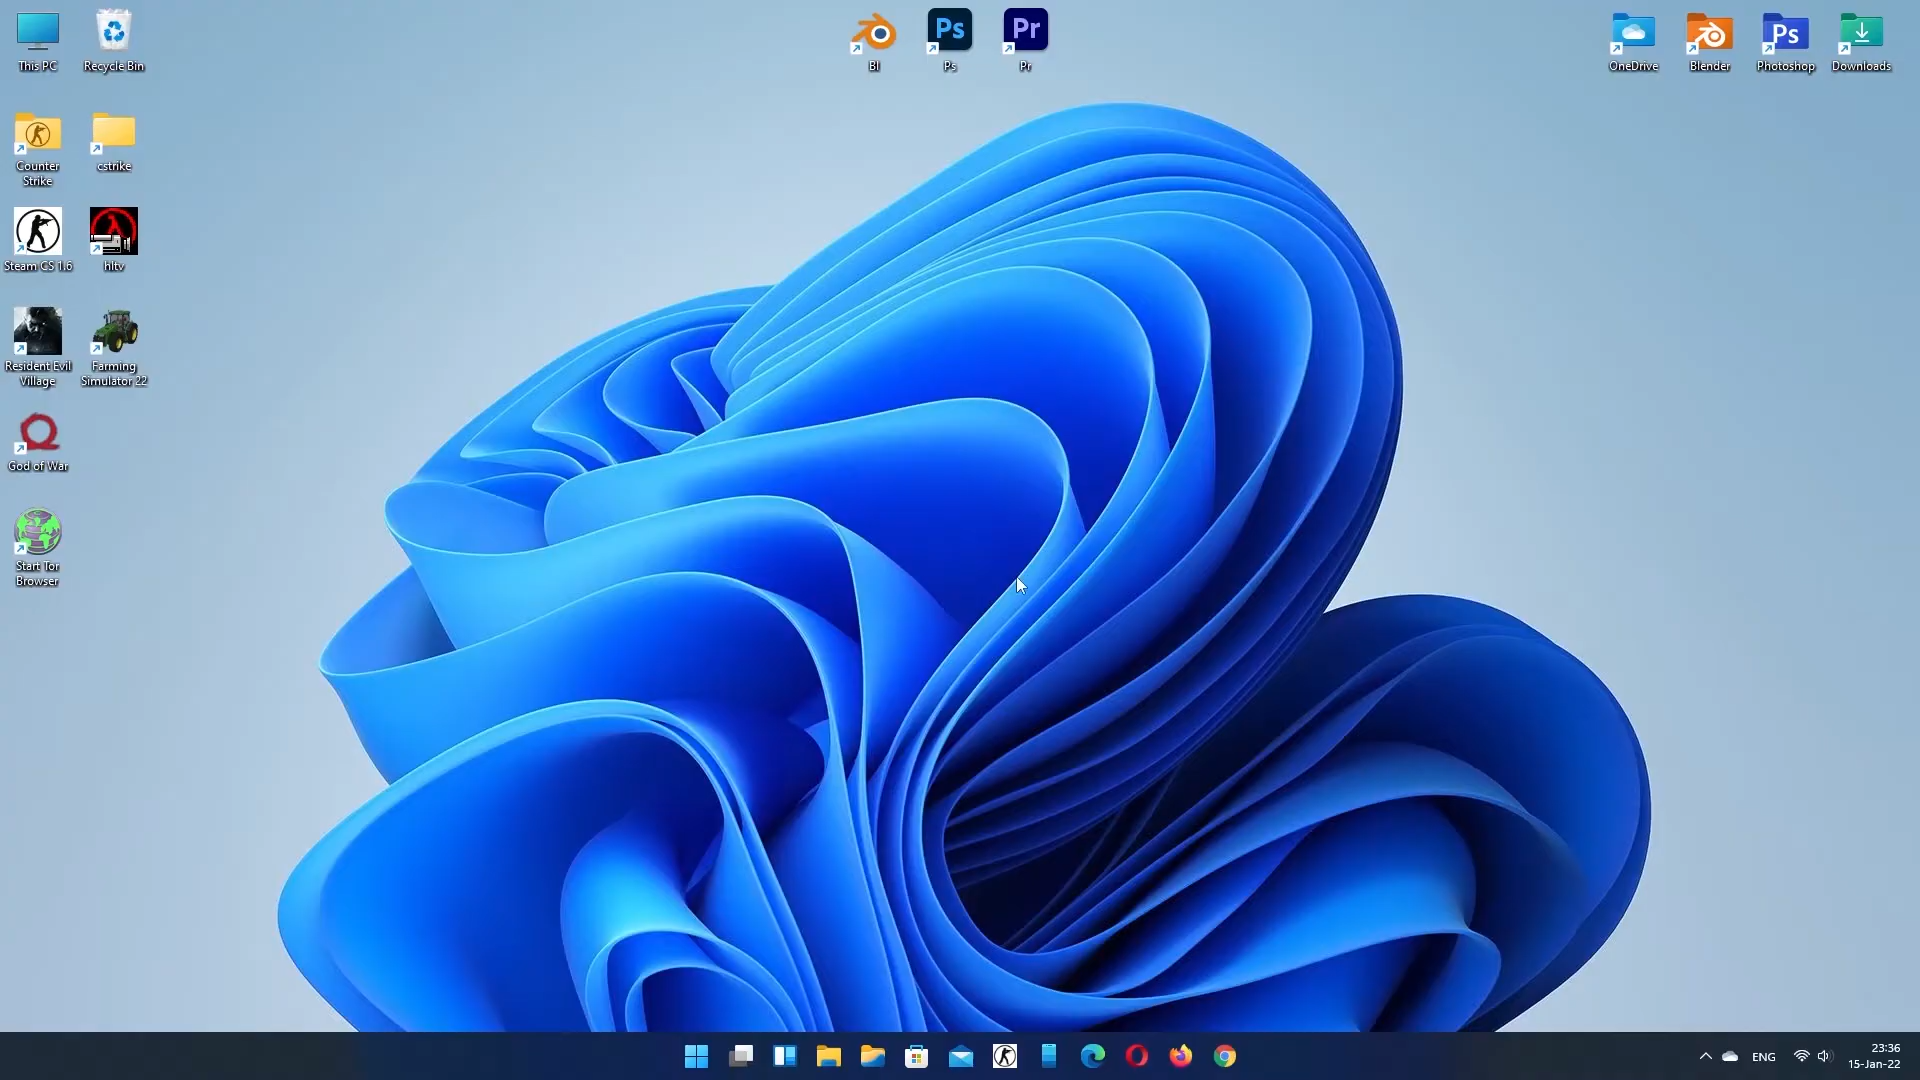 This PC
Recycle Bin
Bl
Ps
Ps
Pr
Pr
OneDrive
Blender
Ps
Photoshop
Downloads
Counter
Strike
cstrike
Steam CS 1.6
hltv
Resident Evil
Village
Farming
Simulator 22
God of War
Start Tor
Browser
ENG
23:36
15-Jan-22